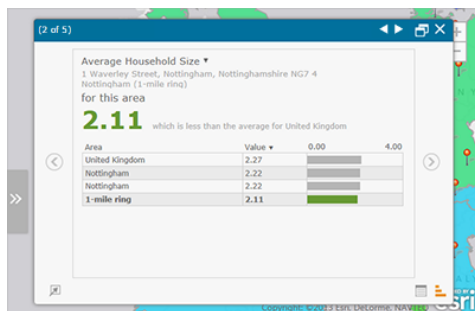 (2 of 5)
Average Household Size ▼
1 Waverley Street, Nottingham, Nottinghamshire NG7 4
Nottingham (1-mile ring)
for this area
2.11 which is less than the average for United Kingdom
Area Value ▼ 0.00 4.00
United Kingdom 2.27
Nottingham 2.22
Nottingham 2.22
1-mile ring 2.11
esri
Copyright: ©2013 Esri, DeLorme, NAVTEQ